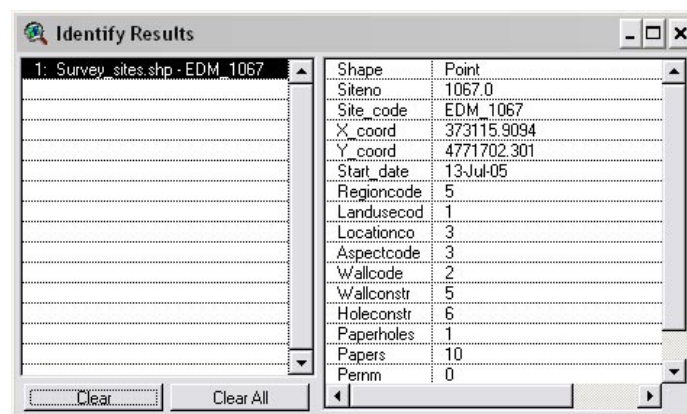 Identify Results
1: Survey_sites.shp - EDM_1067
Shape Point
Siteno 1067.0
Site_code EDM_1067
X_coord 373115.9094
Y_coord 4771702.301
Start_date 13-Jul-05
Regioncode 5
Landusecod 1
Locationco 3
Aspectcode 3
Wallcode 2
Wallconstr 5
Holeconstr 6
Paperholes 1
Papers 10
Pernm 0
Clear Clear All